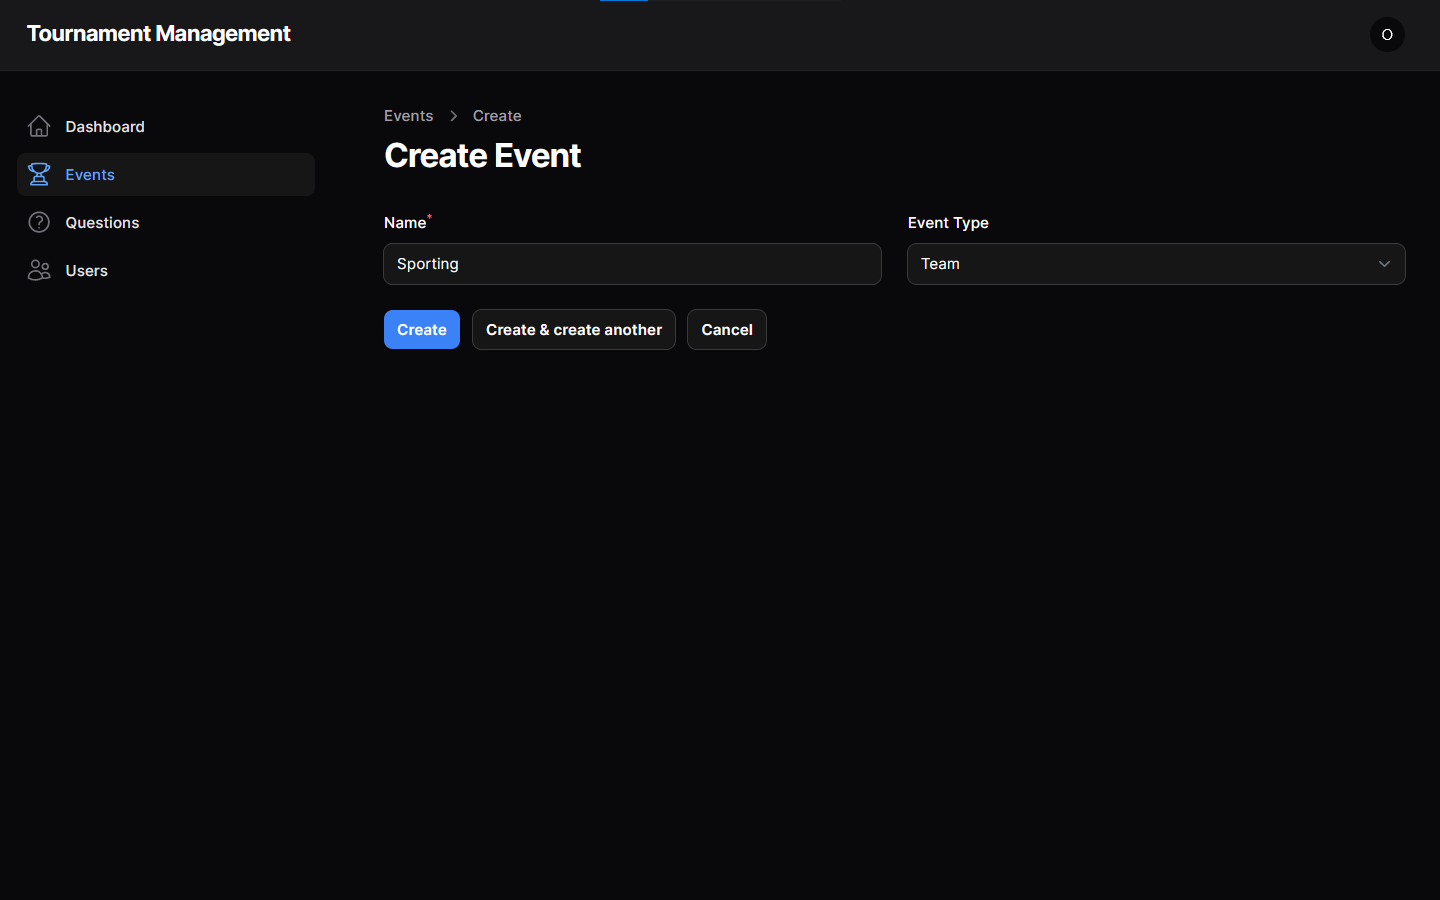 Tournament Management
O
Dashboard
Events
Questions
Users
Events > Create
Create Event
Name*
Sporting
Event Type
Team
Create
Create & create another
Cancel